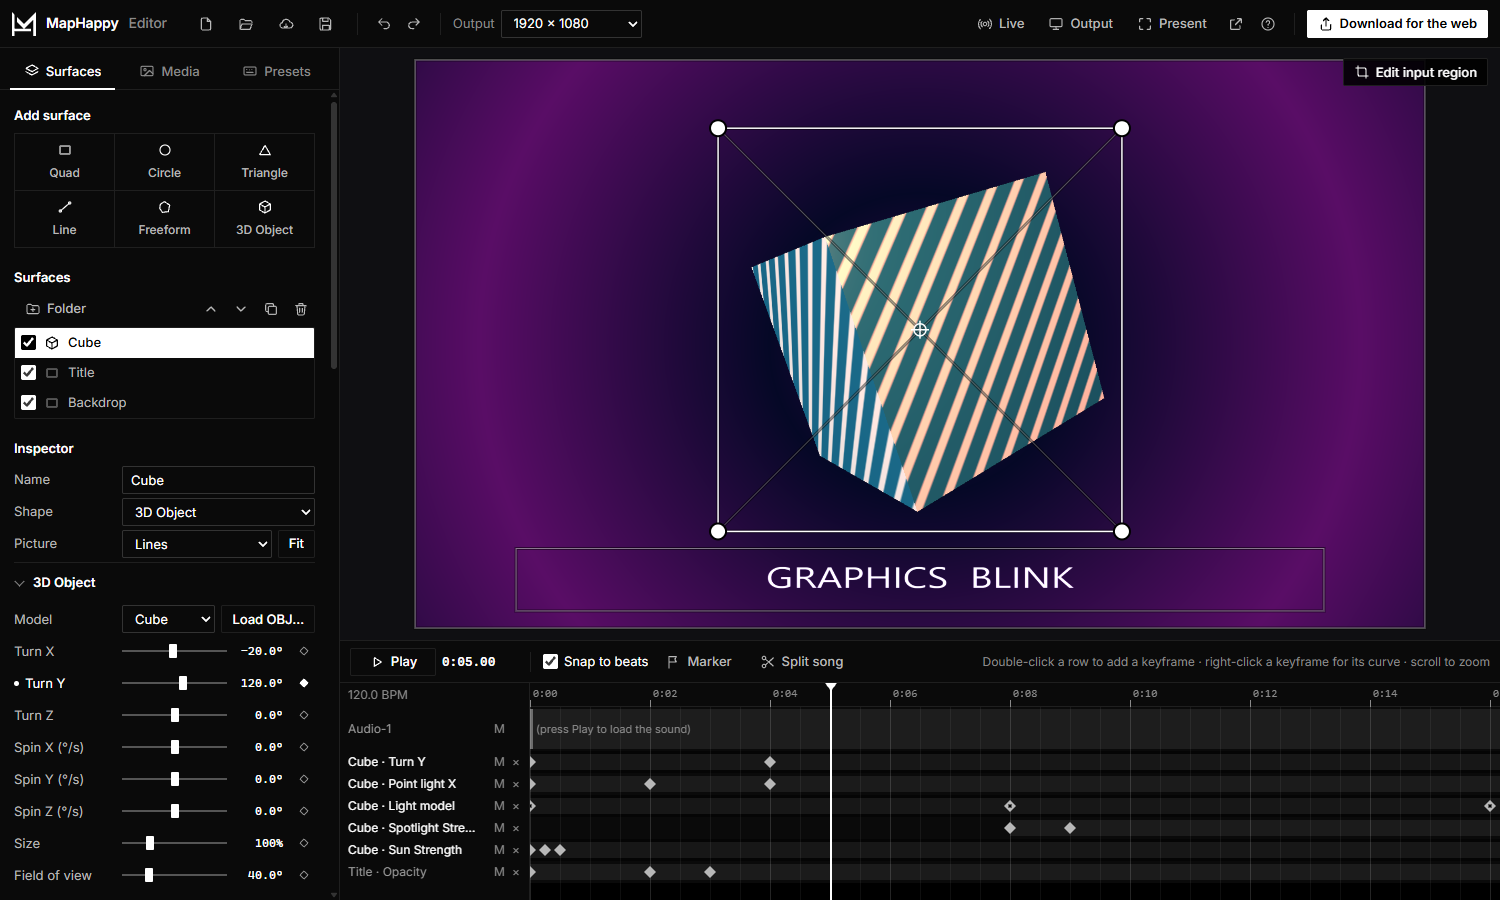 MapHappy Editor
Output 1920 × 1080
Live Output Present Download for the web
Surfaces Media Presets
Edit input region
Add surface
Quad Circle Triangle
Line Freeform 3D Object
Surfaces
Folder
Cube
Title
Backdrop
Inspector
Name Cube
Shape 3D Object
Picture Lines Fit
3D Object
Model Cube Load OBJ...
Turn X −20.0°
Turn Y 120.0°
Turn Z 0.0°
Spin X (°/s) 0.0°
Spin Y (°/s) 0.0°
Spin Z (°/s) 0.0°
Size 100%
Field of view 40.0°
GRAPHICS BLINK
Play 0:05.00 Snap to beats Marker Split song Double-click a row to add a keyframe · right-click a keyframe for its curve · scroll to zoom
120.0 BPM 0:00 0:02 0:04 0:06 0:08 0:10 0:12 0:14 0
Audio-1 M (press Play to load the sound)
Cube · Turn Y M ×
Cube · Point light X M ×
Cube · Light model M ×
Cube · Spotlight Stre... M ×
Cube · Sun Strength M ×
Title · Opacity M ×